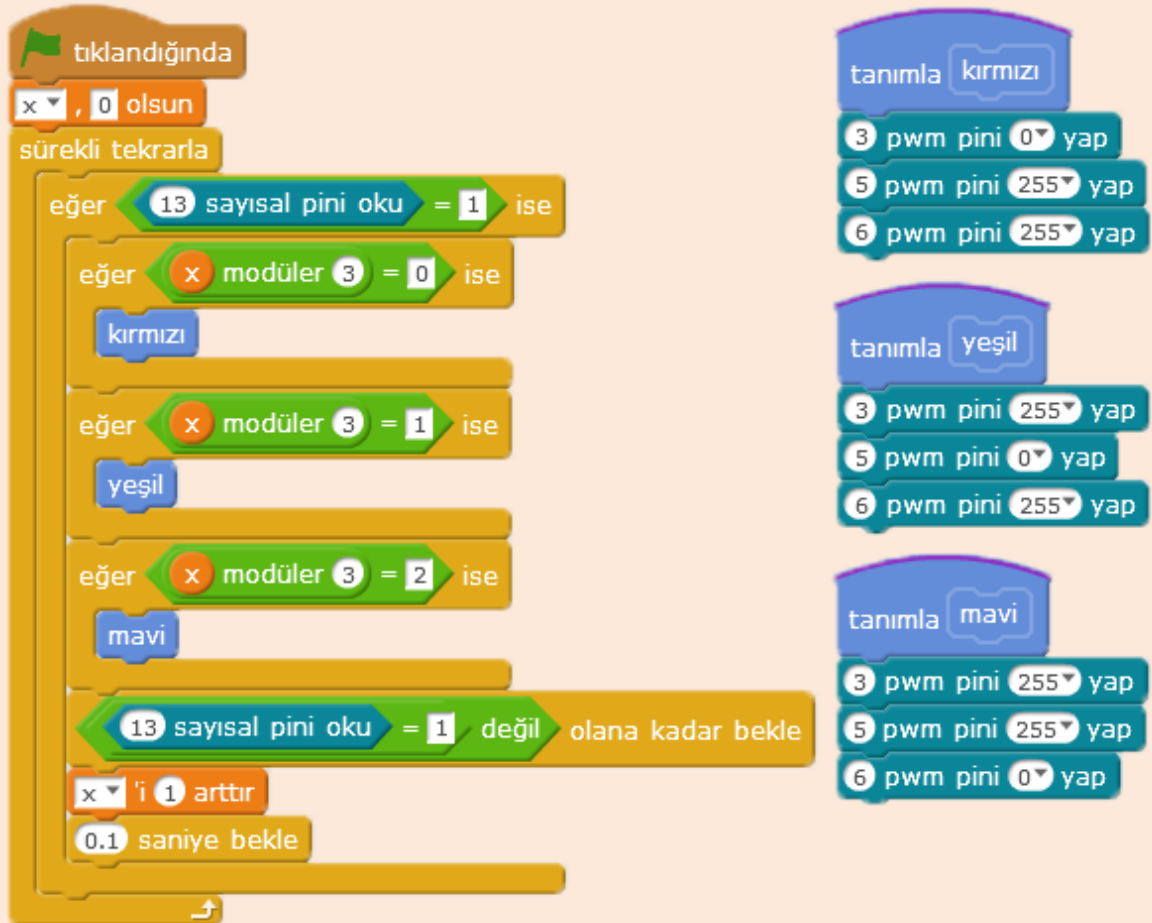 tıklandığında
x , 0 olsun
sürekli tekrarla
eğer 13 sayısal pini oku = 1 ise
eğer x modüler 3 = 0 ise
kırmızı
eğer x modüler 3 = 1 ise
yeşil
eğer x modüler 3 = 2 ise
mavi
13 sayısal pini oku = 1 değil olana kadar bekle
x 'i 1 arttır
0.1 saniye bekle
tanımla kırmızı
3 pwm pini 0 yap
5 pwm pini 255 yap
6 pwm pini 255 yap
tanımla yeşil
3 pwm pini 255 yap
5 pwm pini 0 yap
6 pwm pini 255 yap
tanımla mavi
3 pwm pini 255 yap
5 pwm pini 255 yap
6 pwm pini 0 yap